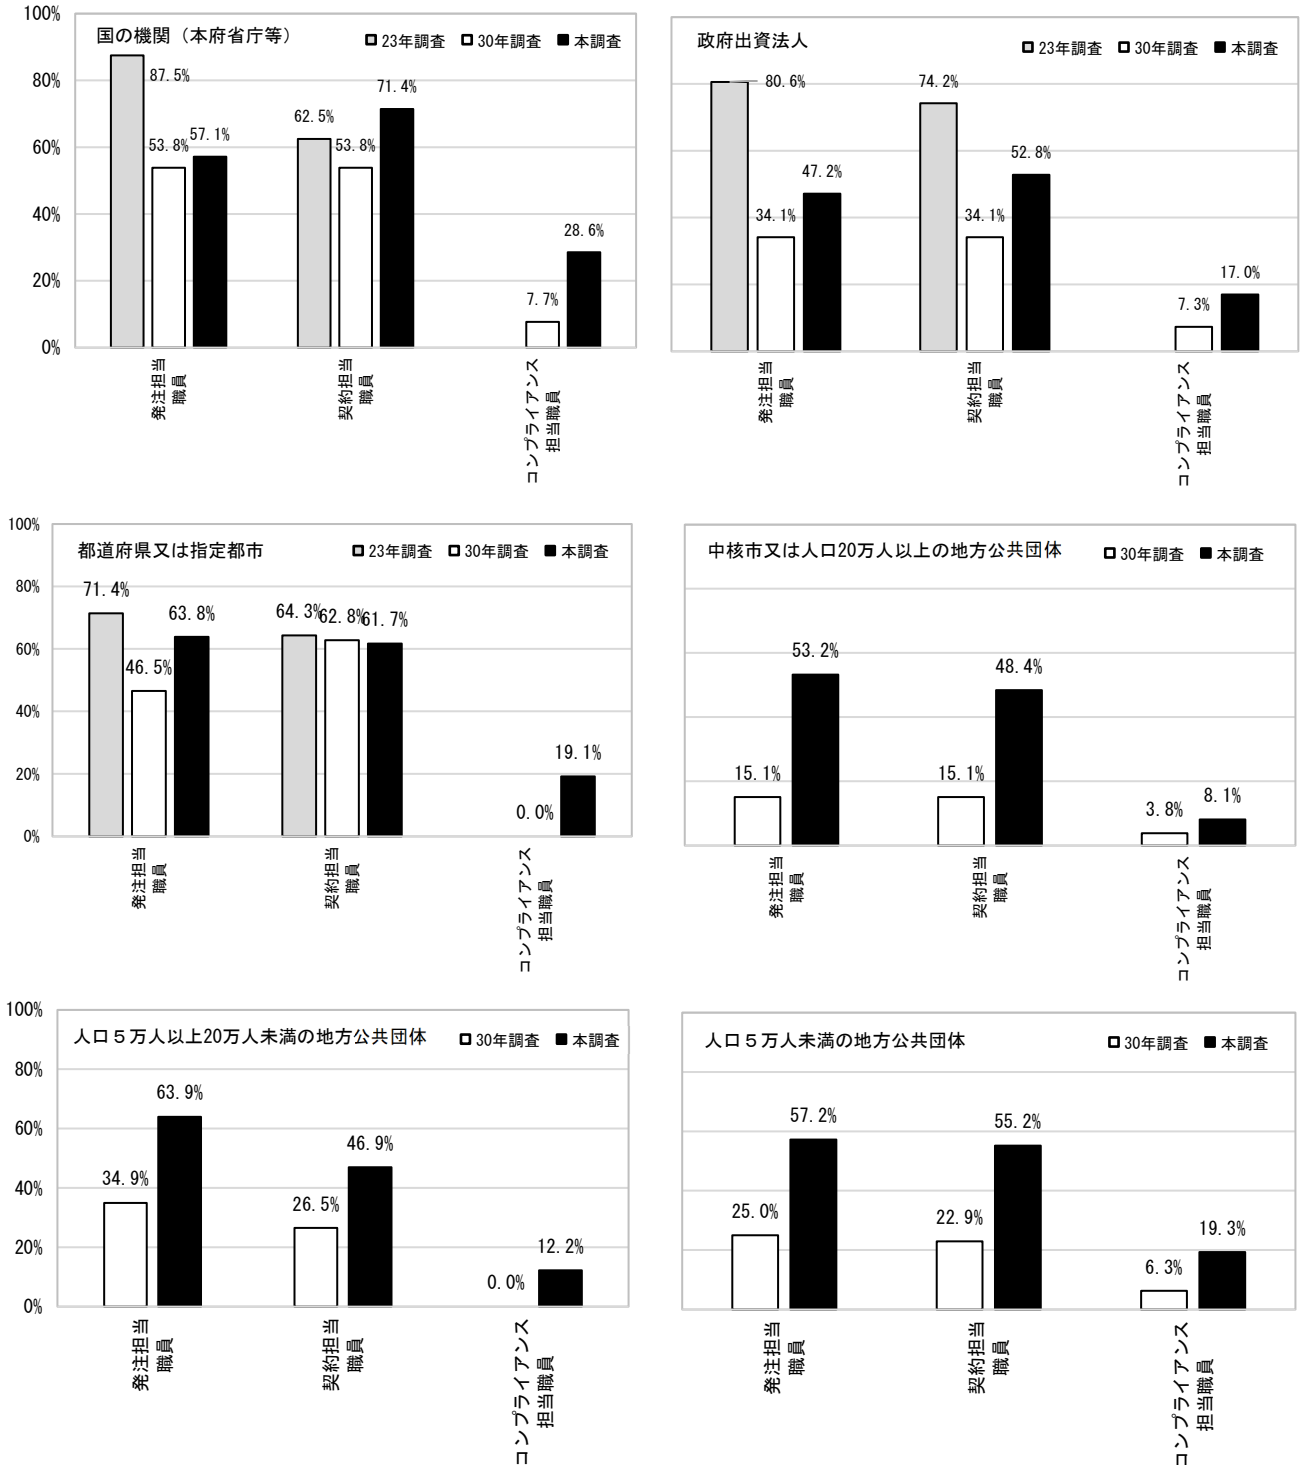 100%
80%
60%
40%
20%
0%
国の機関（本府省庁等）
23年調査 30年調査 本調査
87.5%
53.8%
57.1%
62.5%
53.8%
71.4%
7.7%
28.6%
発注担当
職員
契約担当
職員
コンプライアンス
担当職員
政府出資法人
23年調査 30年調査 本調査
80.6%
34.1%
47.2%
74.2%
34.1%
52.8%
7.3%
17.0%
発注担当
職員
契約担当
職員
コンプライアンス
担当職員
100%
80%
60%
40%
20%
0%
都道府県又は指定都市
23年調査 30年調査 本調査
71.4%
46.5%
63.8%
64.3%
62.8%
61.7%
0.0%
19.1%
発注担当
職員
契約担当
職員
コンプライアンス
担当職員
中核市又は人口20万人以上の地方公共団体
30年調査 本調査
15.1%
53.2%
15.1%
48.4%
3.8%
8.1%
発注担当
職員
契約担当
職員
コンプライアンス
担当職員
100%
80%
60%
40%
20%
0%
人口５万人以上20万人未満の地方公共団体
30年調査 本調査
34.9%
63.9%
26.5%
46.9%
0.0%
12.2%
発注担当
職員
契約担当
職員
コンプライアンス
担当職員
人口５万人未満の地方公共団体
30年調査 本調査
25.0%
57.2%
22.9%
55.2%
6.3%
19.3%
発注担当
職員
契約担当
職員
コンプライアンス
担当職員